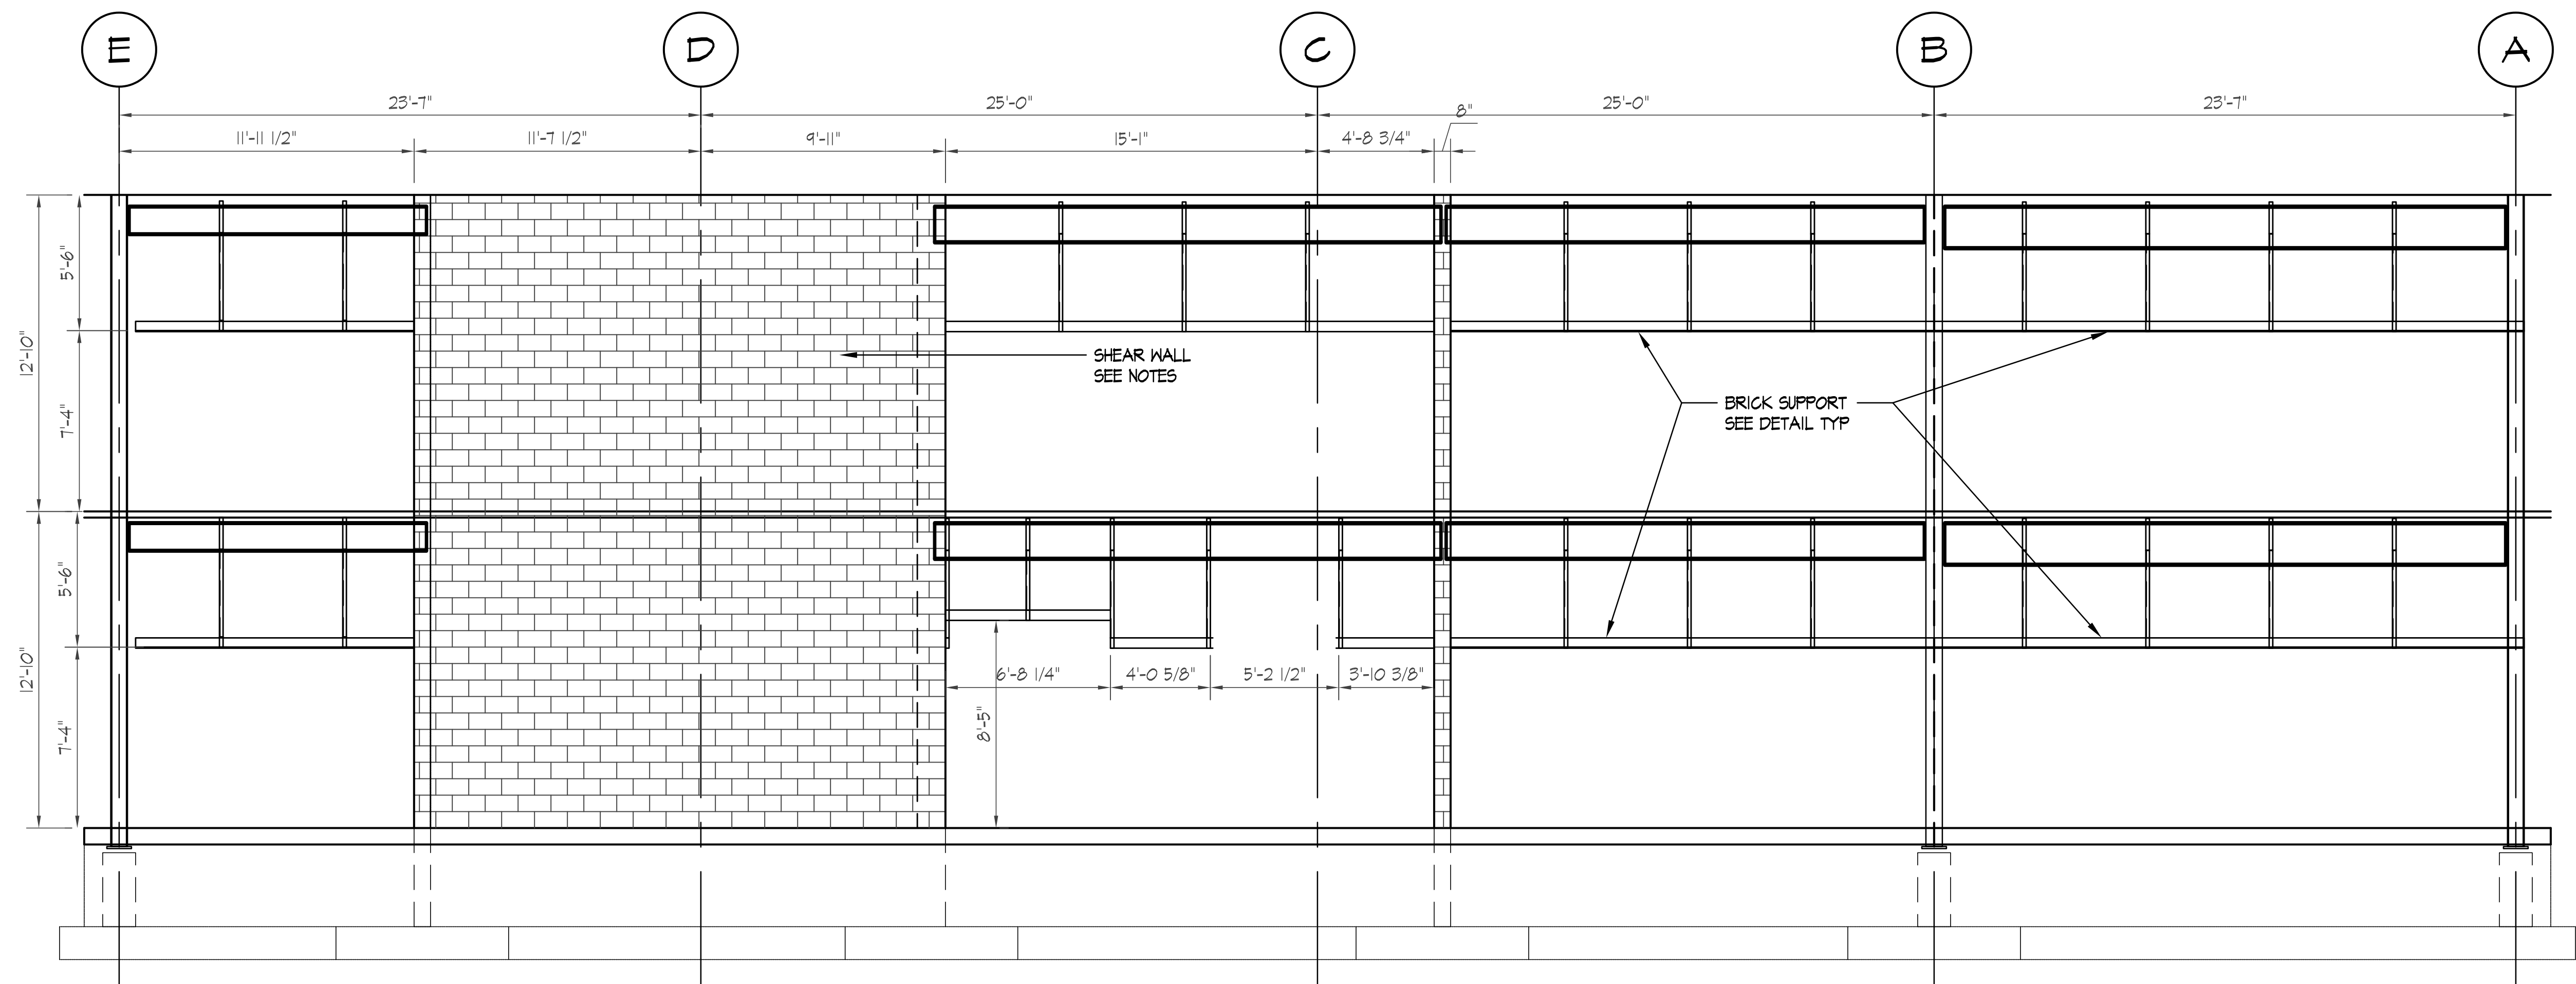 E D C B A
23'-7" 25'-0" 25'-0" 23'-7"
11'-11 1/2" 11'-7 1/2" 9'-11" 15'-1" 4'-8 3/4" 8"
5'-6"
12'-10"
7'-4"
SHEAR WALL
SEE NOTES
BRICK SUPPORT
SEE DETAIL TYP
5'-6"
12'-10"
7'-4"
6'-8 1/4" 4'-0 5/8" 5'-2 1/2" 3'-10 3/8"
8'-5"